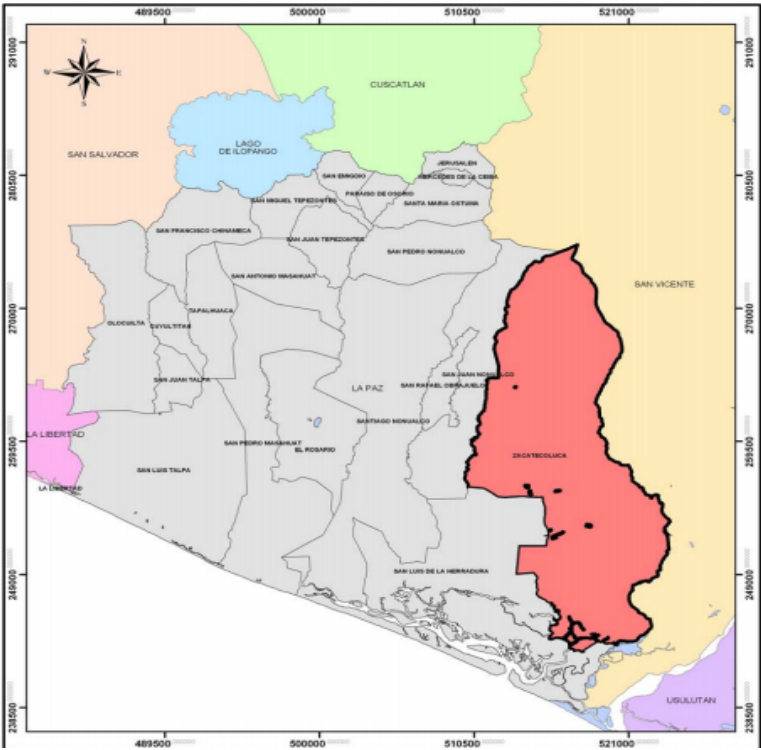 489500 500000 510500 521000
291000 291000
N
W E
S
CUSCATLAN
LAGO
DE ILOPANGO
SAN SALVADOR
JERUSALEN
280500 280500
SAN EMIGDIO
MERCEDES DE LA CEIBA
PARAISO DE OSORIO
SAN MIGUEL TEPEZONTES
SANTA MARIA OSTUMA
SAN FRANCISCO CHINAMECA
SAN JUAN TEPEZONTES
SAN PEDRO NONUALCO
SAN ANTONIO MASAHUAT
SAN VICENTE
270000 270000
TAPALHUACA
OLOCUILTA
CUYULTITAN
SAN JUAN NONUALCO
SAN JUAN TALPA
LA PAZ
SAN RAFAEL OBRAJUELO
SANTIAGO NONUALCO
LA LIBERTAD
259500 259500
SAN PEDRO MASAHUAT
EL ROSARIO
ZACATECOLUCA
SAN LUIS TALPA
LA LIBERTAD
SAN LUIS DE LA HERRADURA
249000 249000
USULUTAN
238500 238500
489500 500000 510500 521000